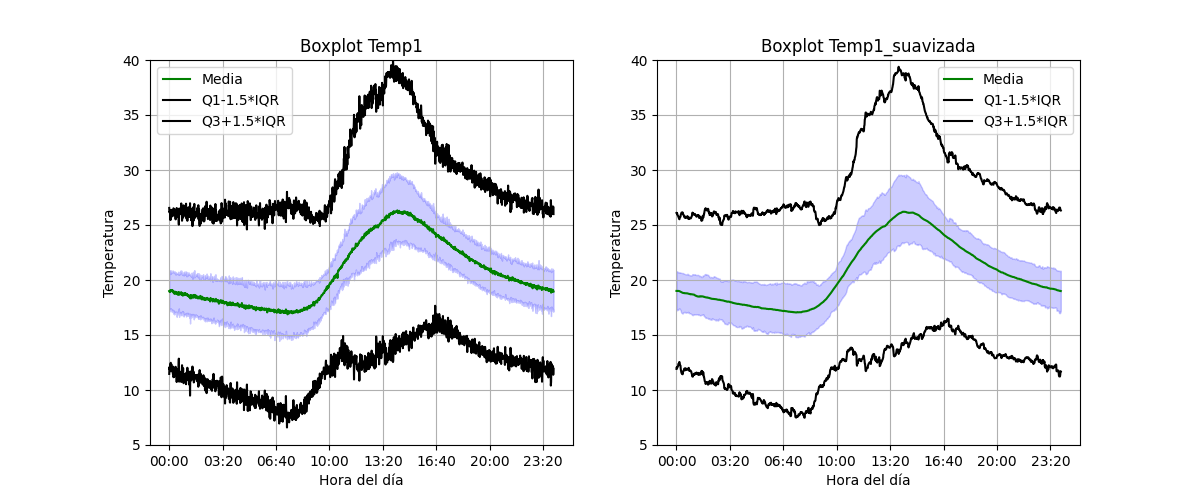 Boxplot Temp1
Temperatura
40
35
30
25
20
15
10
5
Media
Q1-1.5*IQR
Q3+1.5*IQR
00:00 03:20 06:40 10:00 13:20 16:40 20:00 23:20
Hora del día
Boxplot Temp1_suavizada
Temperatura
40
35
30
25
20
15
10
5
Media
Q1-1.5*IQR
Q3+1.5*IQR
00:00 03:20 06:40 10:00 13:20 16:40 20:00 23:20
Hora del día